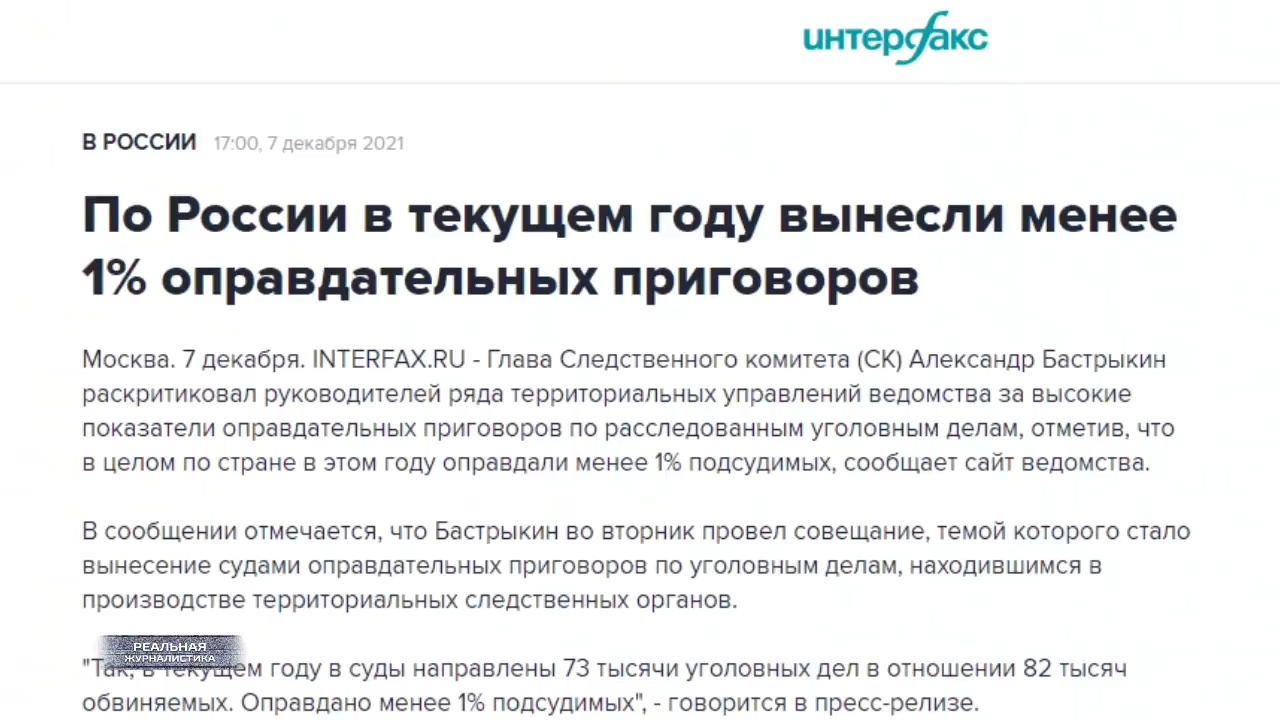 интерфакс
В РОССИИ 17:00, 7 декабря 2021
По России в текущем году вынесли менее
1% оправдательных приговоров
Москва. 7 декабря. INTERFAX.RU - Глава Следственного комитета (СК) Александр Бастрыкин
раскритиковал руководителей ряда территориальных управлений ведомства за высокие
показатели оправдательных приговоров по расследованным уголовным делам, отметив, что
в целом по стране в этом году оправдали менее 1% подсудимых, сообщает сайт ведомства.
В сообщении отмечается, что Бастрыкин во вторник провел совещание, темой которого стало
вынесение судами оправдательных приговоров по уголовным делам, находившимся в
производстве территориальных следственных органов.
РЕАЛЬНАЯ
ЖУРНАЛИСТИКА
"Так, в текущем году в суды направлены 73 тысячи уголовных дел в отношении 82 тысяч
обвиняемых. Оправдано менее 1% подсудимых", - говорится в пресс-релизе.